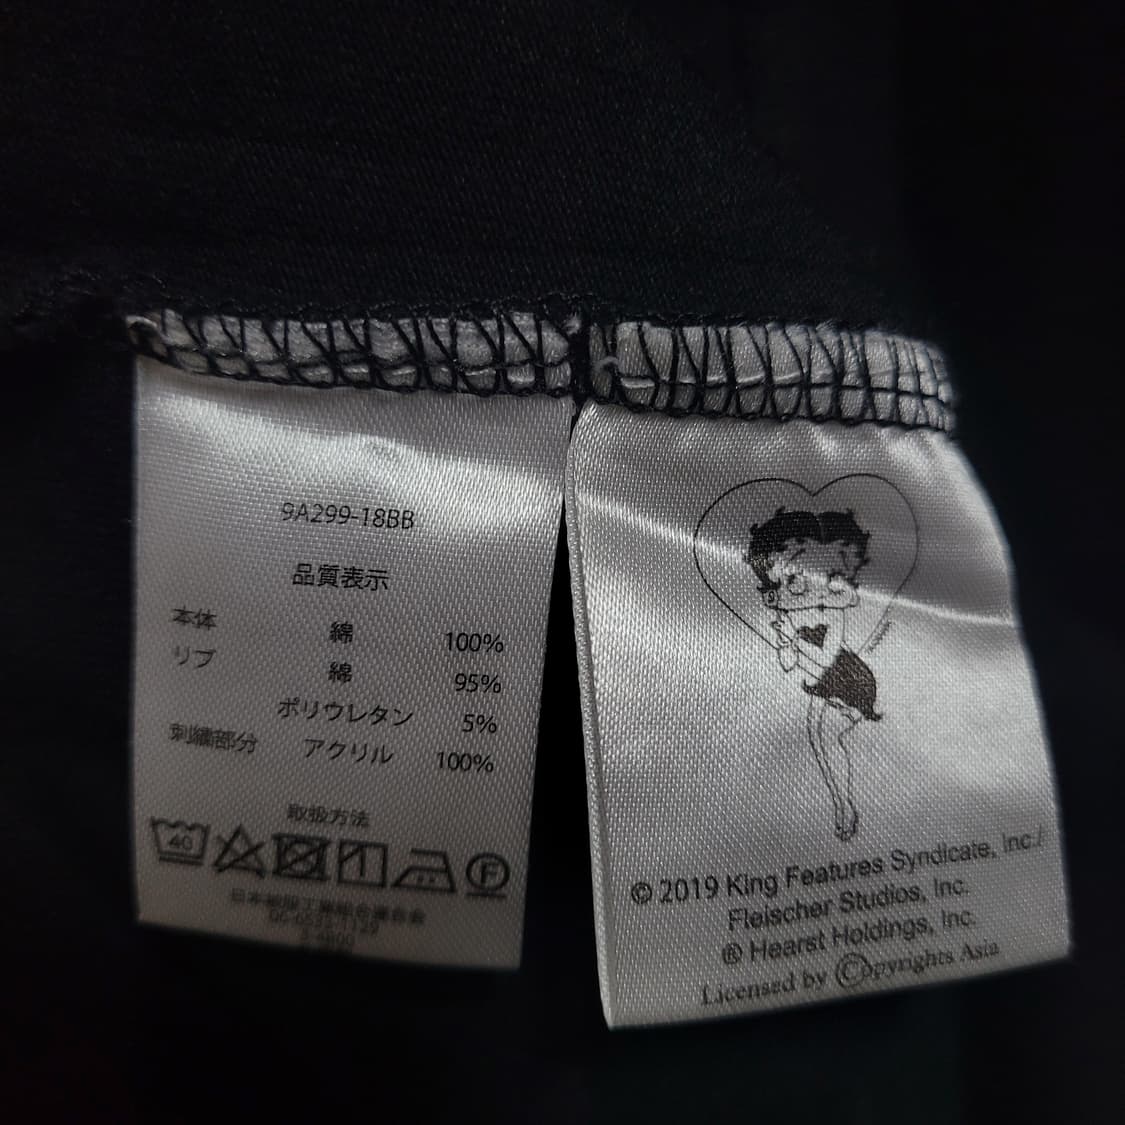 9A299-18BB
品質表示
本体 綿 100%
リブ 綿 95%
ポリウレタン 5%
刺繍部分 アクリル 100%
取扱方法
40
F
© 2019 King Features Syndicate, Inc./
Fleischer Studios, Inc.
® Hearst Holdings, Inc.
Licensed by Copyrights Asia